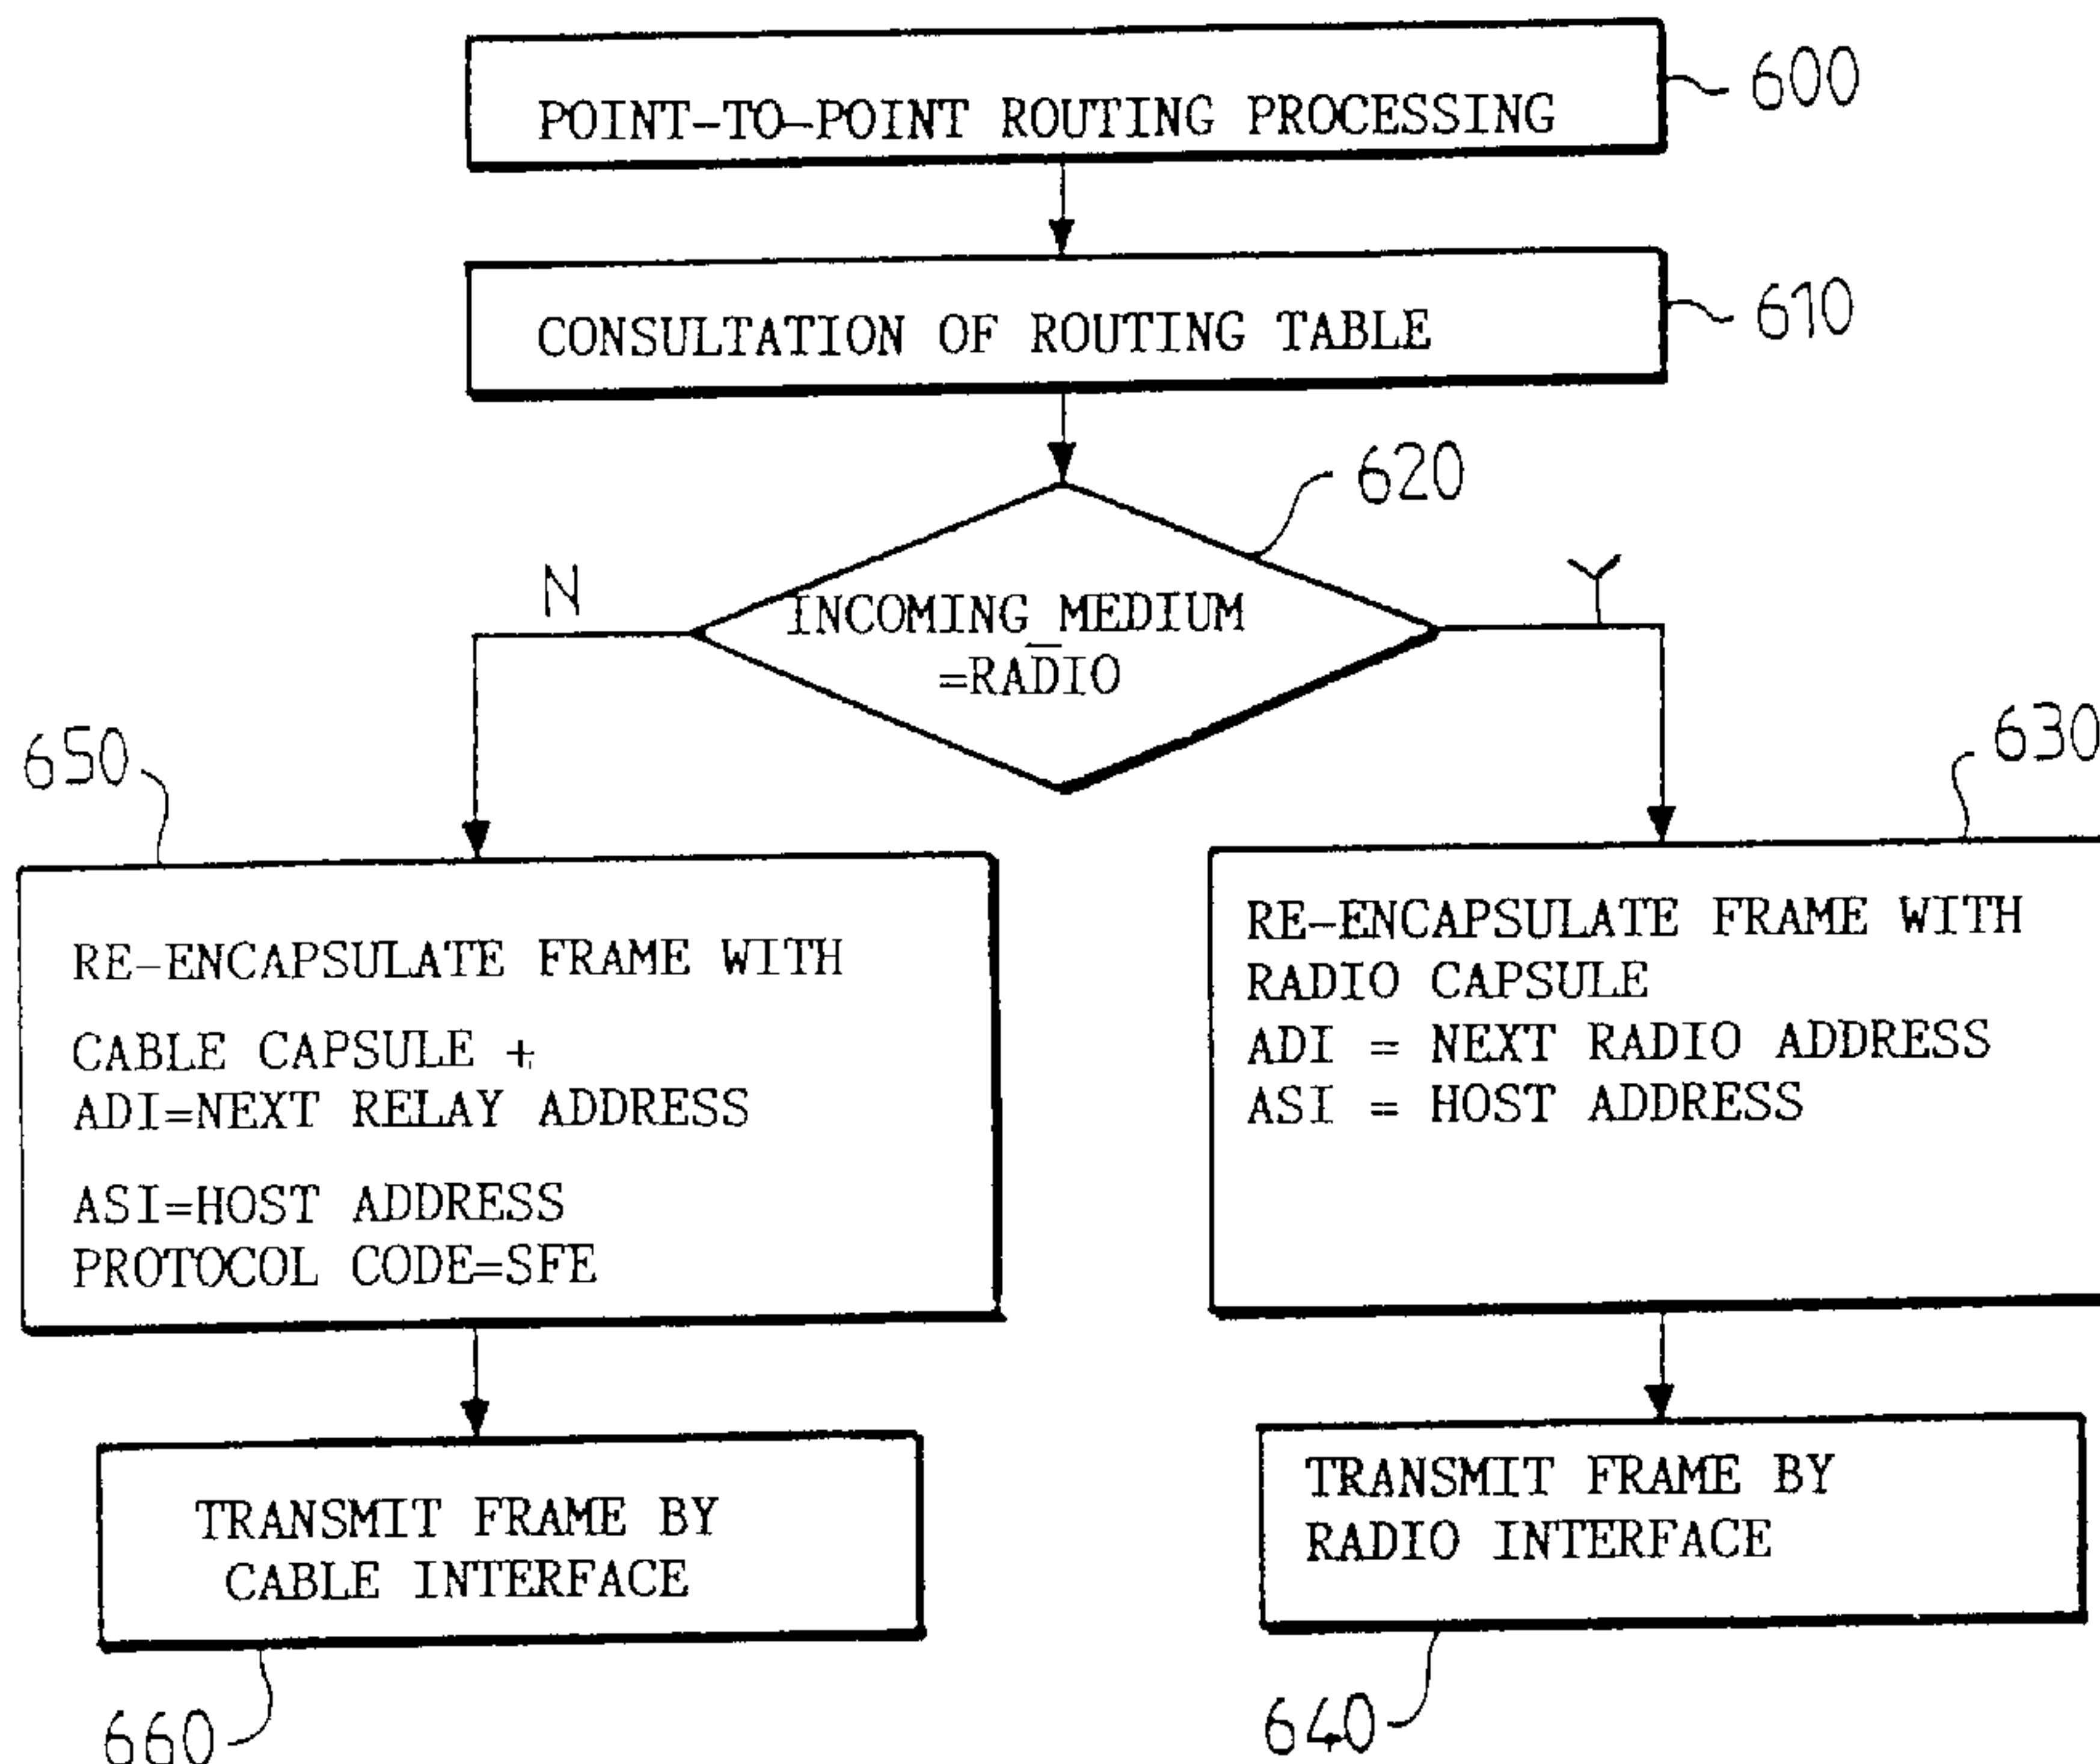 POINT-TO-POINT ROUTING PROCESSING
600
CONSULTATION OF ROUTING TABLE
610
620
N
Y
INCOMING_MEDIUM
=RADIO
650
630
RE-ENCAPSULATE FRAME WITH
CABLE CAPSULE +
ADI=NEXT RELAY ADDRESS
ASI=HOST ADDRESS
PROTOCOL CODE=SFE
RE-ENCAPSULATE FRAME WITH
RADIO CAPSULE
ADI = NEXT RADIO ADDRESS
ASI = HOST ADDRESS
TRANSMIT FRAME BY
CABLE INTERFACE
TRANSMIT FRAME BY
RADIO INTERFACE
660
640